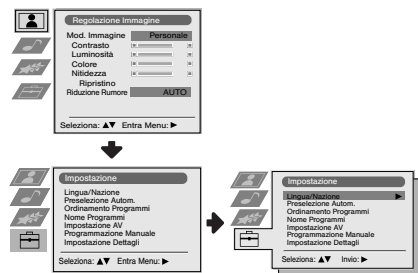 Regolazione Immagine
Mod. Immagine Personale
Contrasto
Luminosità
Colore
Nitidezza
Ripristino
Riduzione Rumore AUTO
Seleziona: ▲▼ Entra Menu: ▶
Impostazione
Lingua/Nazione
Preselezione Autom.
Ordinamento Programmi
Nome Programmi
Impostazione AV
Programmazione Manuale
Impostazione Dettagli
Seleziona: ▲▼ Entra Menu: ▶
Impostazione
Lingua/Nazione ▶
Preselezione Autom.
Ordinamento Programmi
Nome Programmi
Impostazione AV
Programmazione Manuale
Impostazione Dettagli
Seleziona: ▲▼ Invio: ▶